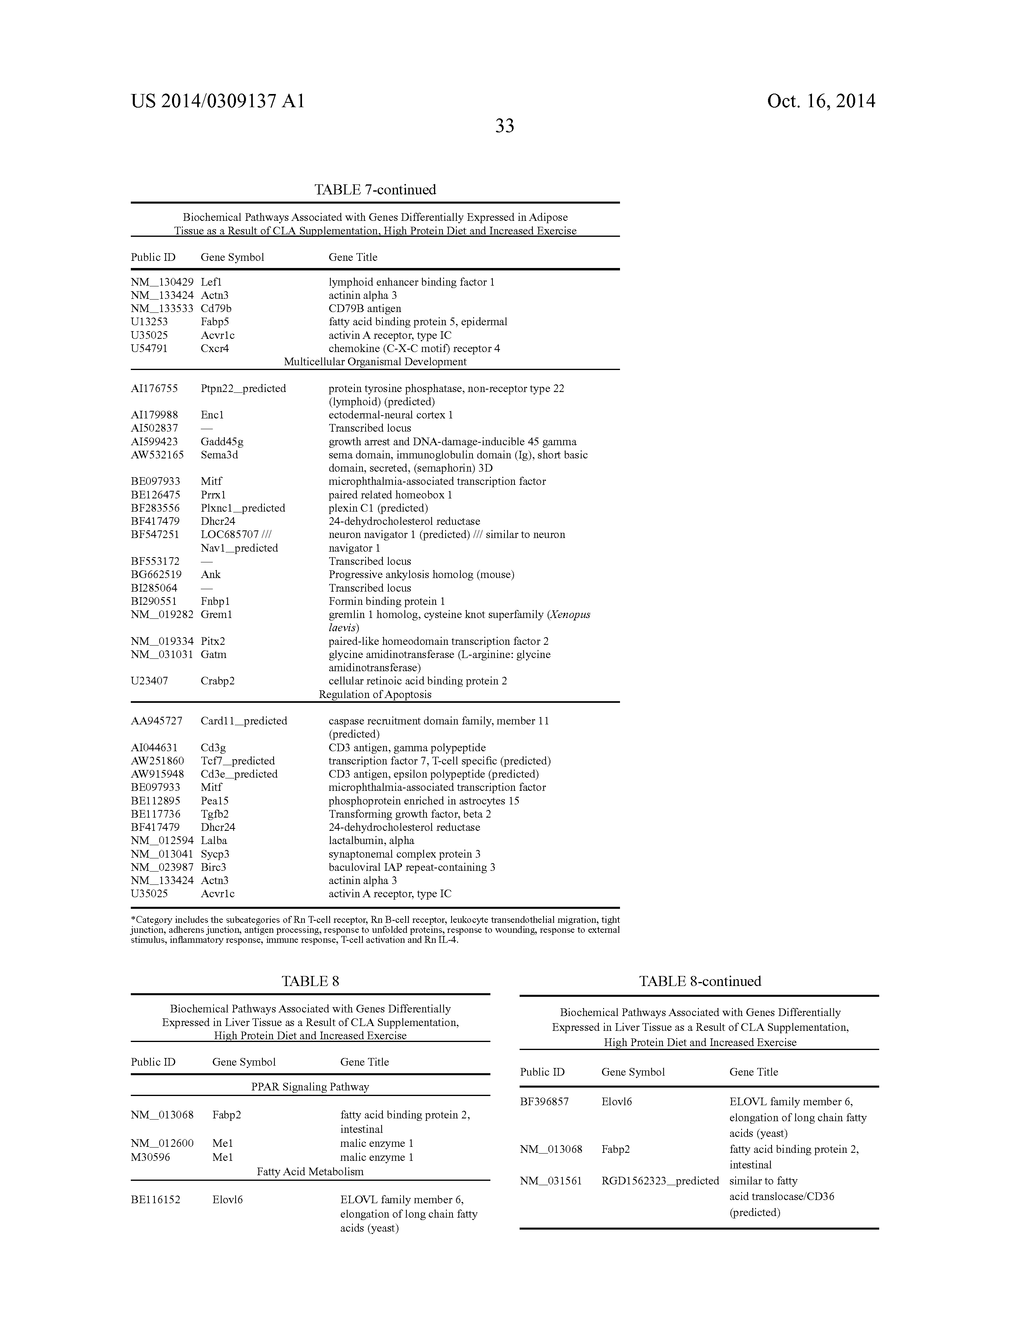 US 2014/0309137 A1
Oct. 16, 2014
33
TABLE 7-continued
Biochemical Pathways Associated with Genes Differentially Expressed in Adipose
Tissue as a Result of CLA Supplementation, High Protein Diet and Increased Exercise
Public ID Gene Symbol Gene Title
NM_130429 Lef1 lymphoid enhancer binding factor 1
NM_133424 Actn3 actinin alpha 3
NM_133533 Cd79b CD79B antigen
U13253 Fabp5 fatty acid binding protein 5, epidermal
U35025 Acvr1c activin A receptor, type IC
U54791 Cxcr4 chemokine (C-X-C motif) receptor 4
Multicellular Organismal Development
AI176755 Ptpn22_predicted protein tyrosine phosphatase, non-receptor type 22
(lymphoid) (predicted)
AI179988 Enc1 ectodermal-neural cortex 1
AI502837 — Transcribed locus
AI599423 Gadd45g growth arrest and DNA-damage-inducible 45 gamma
AW532165 Sema3d sema domain, immunoglobulin domain (Ig), short basic
domain, secreted, (semaphorin) 3D
BE097933 Mitf microphthalmia-associated transcription factor
BE126475 Prrx1 paired related homeobox 1
BF283556 Plxnc1_predicted plexin C1 (predicted)
BF417479 Dhcr24 24-dehydrocholesterol reductase
BF547251 LOC685707 /// neuron navigator 1 (predicted) /// similar to neuron
Nav1_predicted navigator 1
BF553172 — Transcribed locus
BG662519 Ank Progressive ankylosis homolog (mouse)
BI285064 — Transcribed locus
BI290551 Fnbp1 Formin binding protein 1
NM_019282 Grem1 gremlin 1 homolog, cysteine knot superfamily (Xenopus
laevis)
NM_019334 Pitx2 paired-like homeodomain transcription factor 2
NM_031031 Gatm glycine amidinotransferase (L-arginine: glycine
amidinotransferase)
U23407 Crabp2 cellular retinoic acid binding protein 2
Regulation of Apoptosis
AA945727 Card11_predicted caspase recruitment domain family, member 11
(predicted)
AI044631 Cd3g CD3 antigen, gamma polypeptide
AW251860 Tcf7_predicted transcription factor 7, T-cell specific (predicted)
AW915948 Cd3e_predicted CD3 antigen, epsilon polypeptide (predicted)
BE097933 Mitf microphthalmia-associated transcription factor
BE112895 Pea15 phosphoprotein enriched in astrocytes 15
BE117736 Tgfb2 Transforming growth factor, beta 2
BF417479 Dhcr24 24-dehydrocholesterol reductase
NM_012594 Lalba lactalbumin, alpha
NM_013041 Sycp3 synaptonemal complex protein 3
NM_023987 Birc3 baculoviral IAP repeat-containing 3
NM_133424 Actn3 actinin alpha 3
U35025 Acvr1c activin A receptor, type IC
*Category includes the subcategories of Rn T-cell receptor, Rn B-cell receptor, leukocyte transendothelial migration, tight
junction, adherens junction, antigen processing, response to unfolded proteins, response to wounding, response to external
stimulus, inflammatory response, immune response, T-cell activation and Rn IL-4.
TABLE 8
Biochemical Pathways Associated with Genes Differentially
Expressed in Liver Tissue as a Result of CLA Supplementation,
High Protein Diet and Increased Exercise
Public ID Gene Symbol Gene Title
PPAR Signaling Pathway
NM_013068 Fabp2 fatty acid binding protein 2,
intestinal
NM_012600 Me1 malic enzyme 1
M30596 Me1 malic enzyme 1
Fatty Acid Metabolism
BE116152 Elovl6 ELOVL family member 6,
elongation of long chain fatty
acids (yeast)
TABLE 8-continued
Biochemical Pathways Associated with Genes Differentially
Expressed in Liver Tissue as a Result of CLA Supplementation,
High Protein Diet and Increased Exercise
Public ID Gene Symbol Gene Title
BF396857 Elovl6 ELOVL family member 6,
elongation of long chain fatty
acids (yeast)
NM_013068 Fabp2 fatty acid binding protein 2,
intestinal
NM_031561 RGD1562323_predicted similar to fatty
acid translocase/CD36
(predicted)